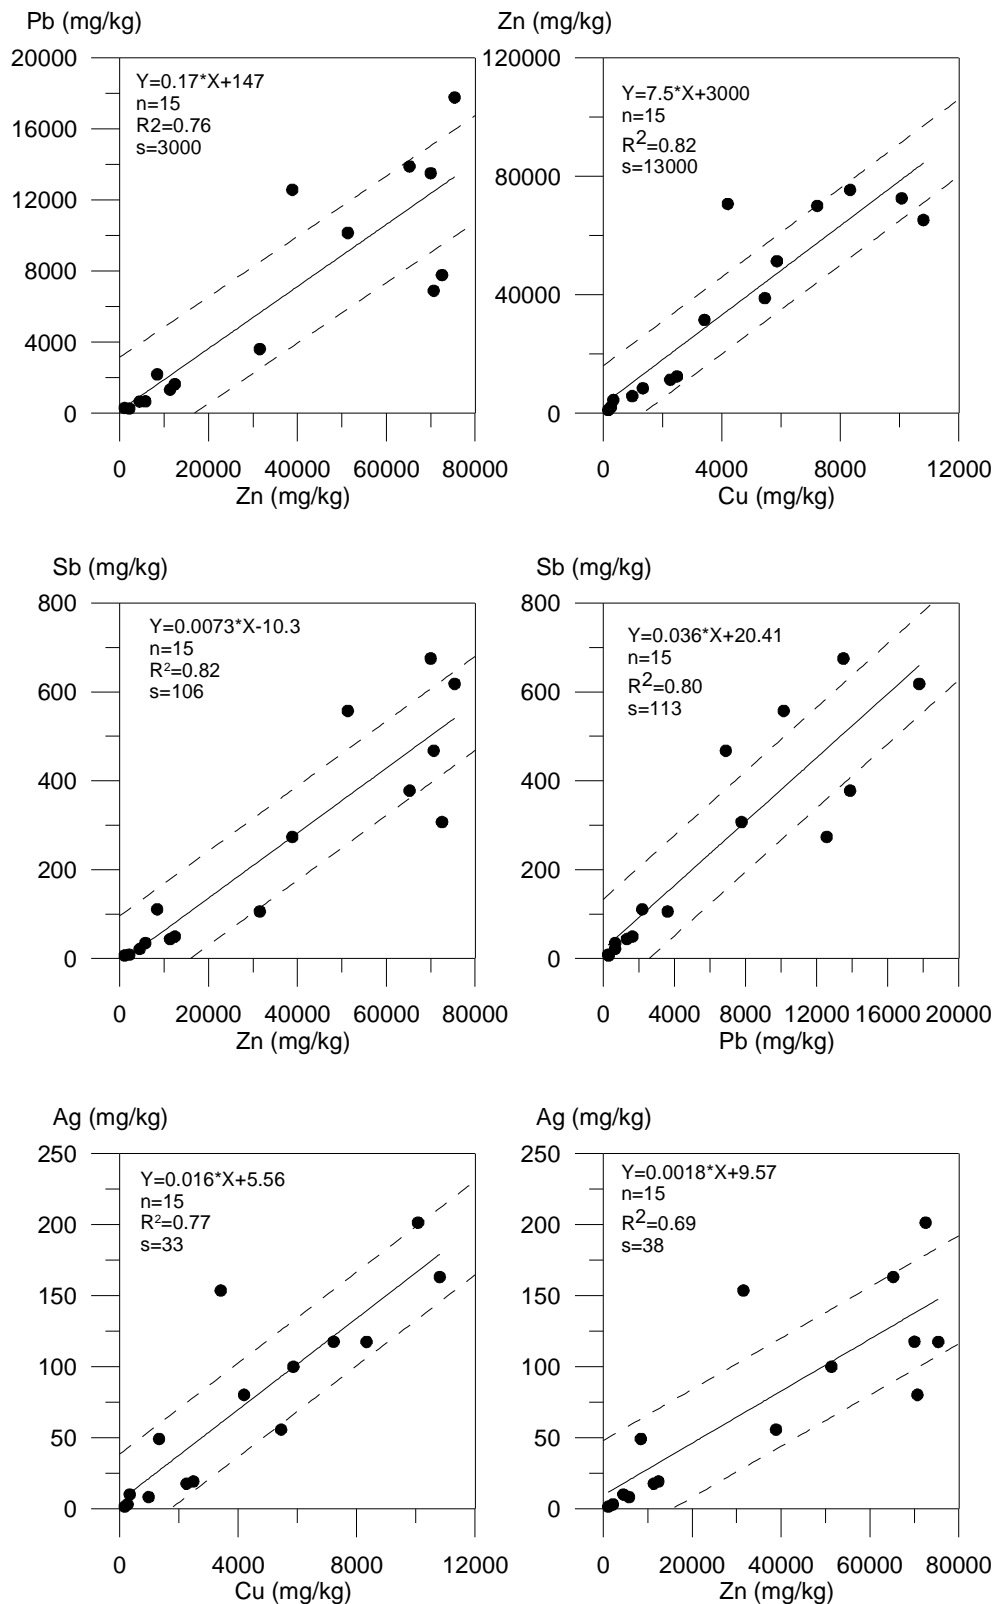 Pb (mg/kg)
20000
16000
12000
8000
4000
0
Y=0.17*X+147
n=15
R2=0.76
s=3000
0 20000 40000 60000 80000
Zn (mg/kg)
Zn (mg/kg)
120000
80000
40000
0
Y=7.5*X+3000
n=15
R²=0.82
s=13000
0 4000 8000 12000
Cu (mg/kg)
Sb (mg/kg)
800
600
400
200
0
Y=0.0073*X-10.3
n=15
R²=0.82
s=106
0 20000 40000 60000 80000
Zn (mg/kg)
Sb (mg/kg)
800
600
400
200
0
Y=0.036*X+20.41
n=15
R²=0.80
s=113
0 4000 8000 12000 16000 20000
Pb (mg/kg)
Ag (mg/kg)
250
200
150
100
50
0
Y=0.016*X+5.56
n=15
R²=0.77
s=33
0 4000 8000 12000
Cu (mg/kg)
Ag (mg/kg)
250
200
150
100
50
0
Y=0.0018*X+9.57
n=15
R²=0.69
s=38
0 20000 40000 60000 80000
Zn (mg/kg)